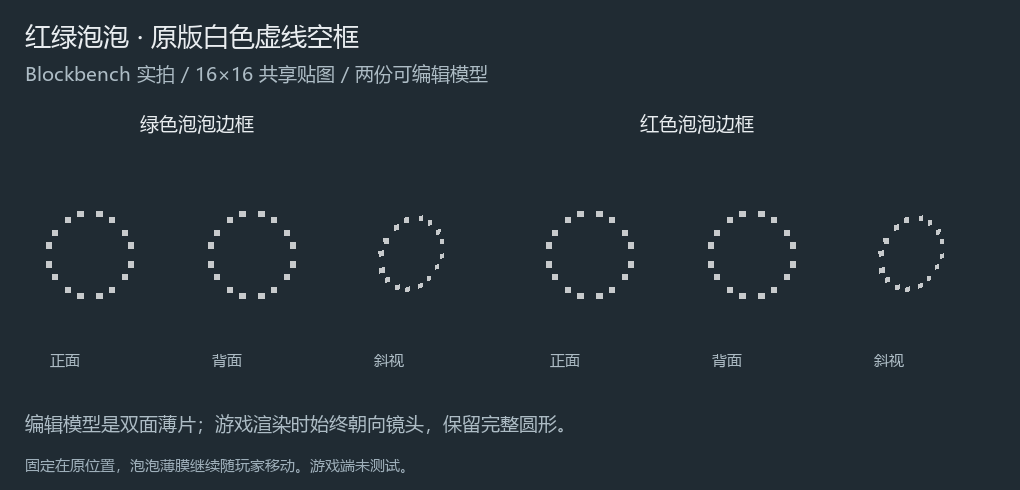 红绿泡泡 · 原版白色虚线空框
Blockbench 实拍 / 16×16 共享贴图 / 两份可编辑模型
绿色泡泡边框
红色泡泡边框
正面
背面
斜视
正面
背面
斜视
编辑模型是双面薄片；游戏渲染时始终朝向镜头，保留完整圆形。
固定在原位置，泡泡薄膜继续随玩家移动。游戏端未测试。